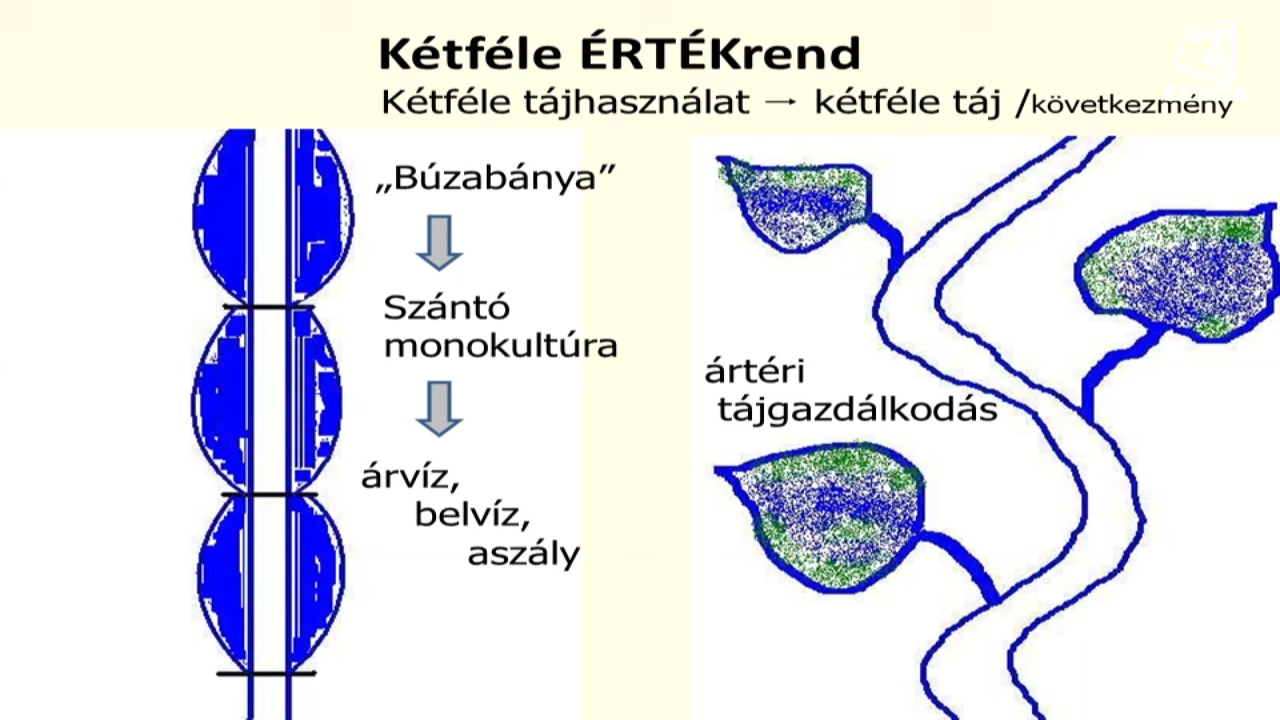 Kétféle ÉRTÉKrend
Kétféle tájhasználat → kétféle táj /következmény
„Búzabánya”
Szántó
monokultúra
árvíz,
belvíz,
aszály
ártéri
tájgazdálkodás